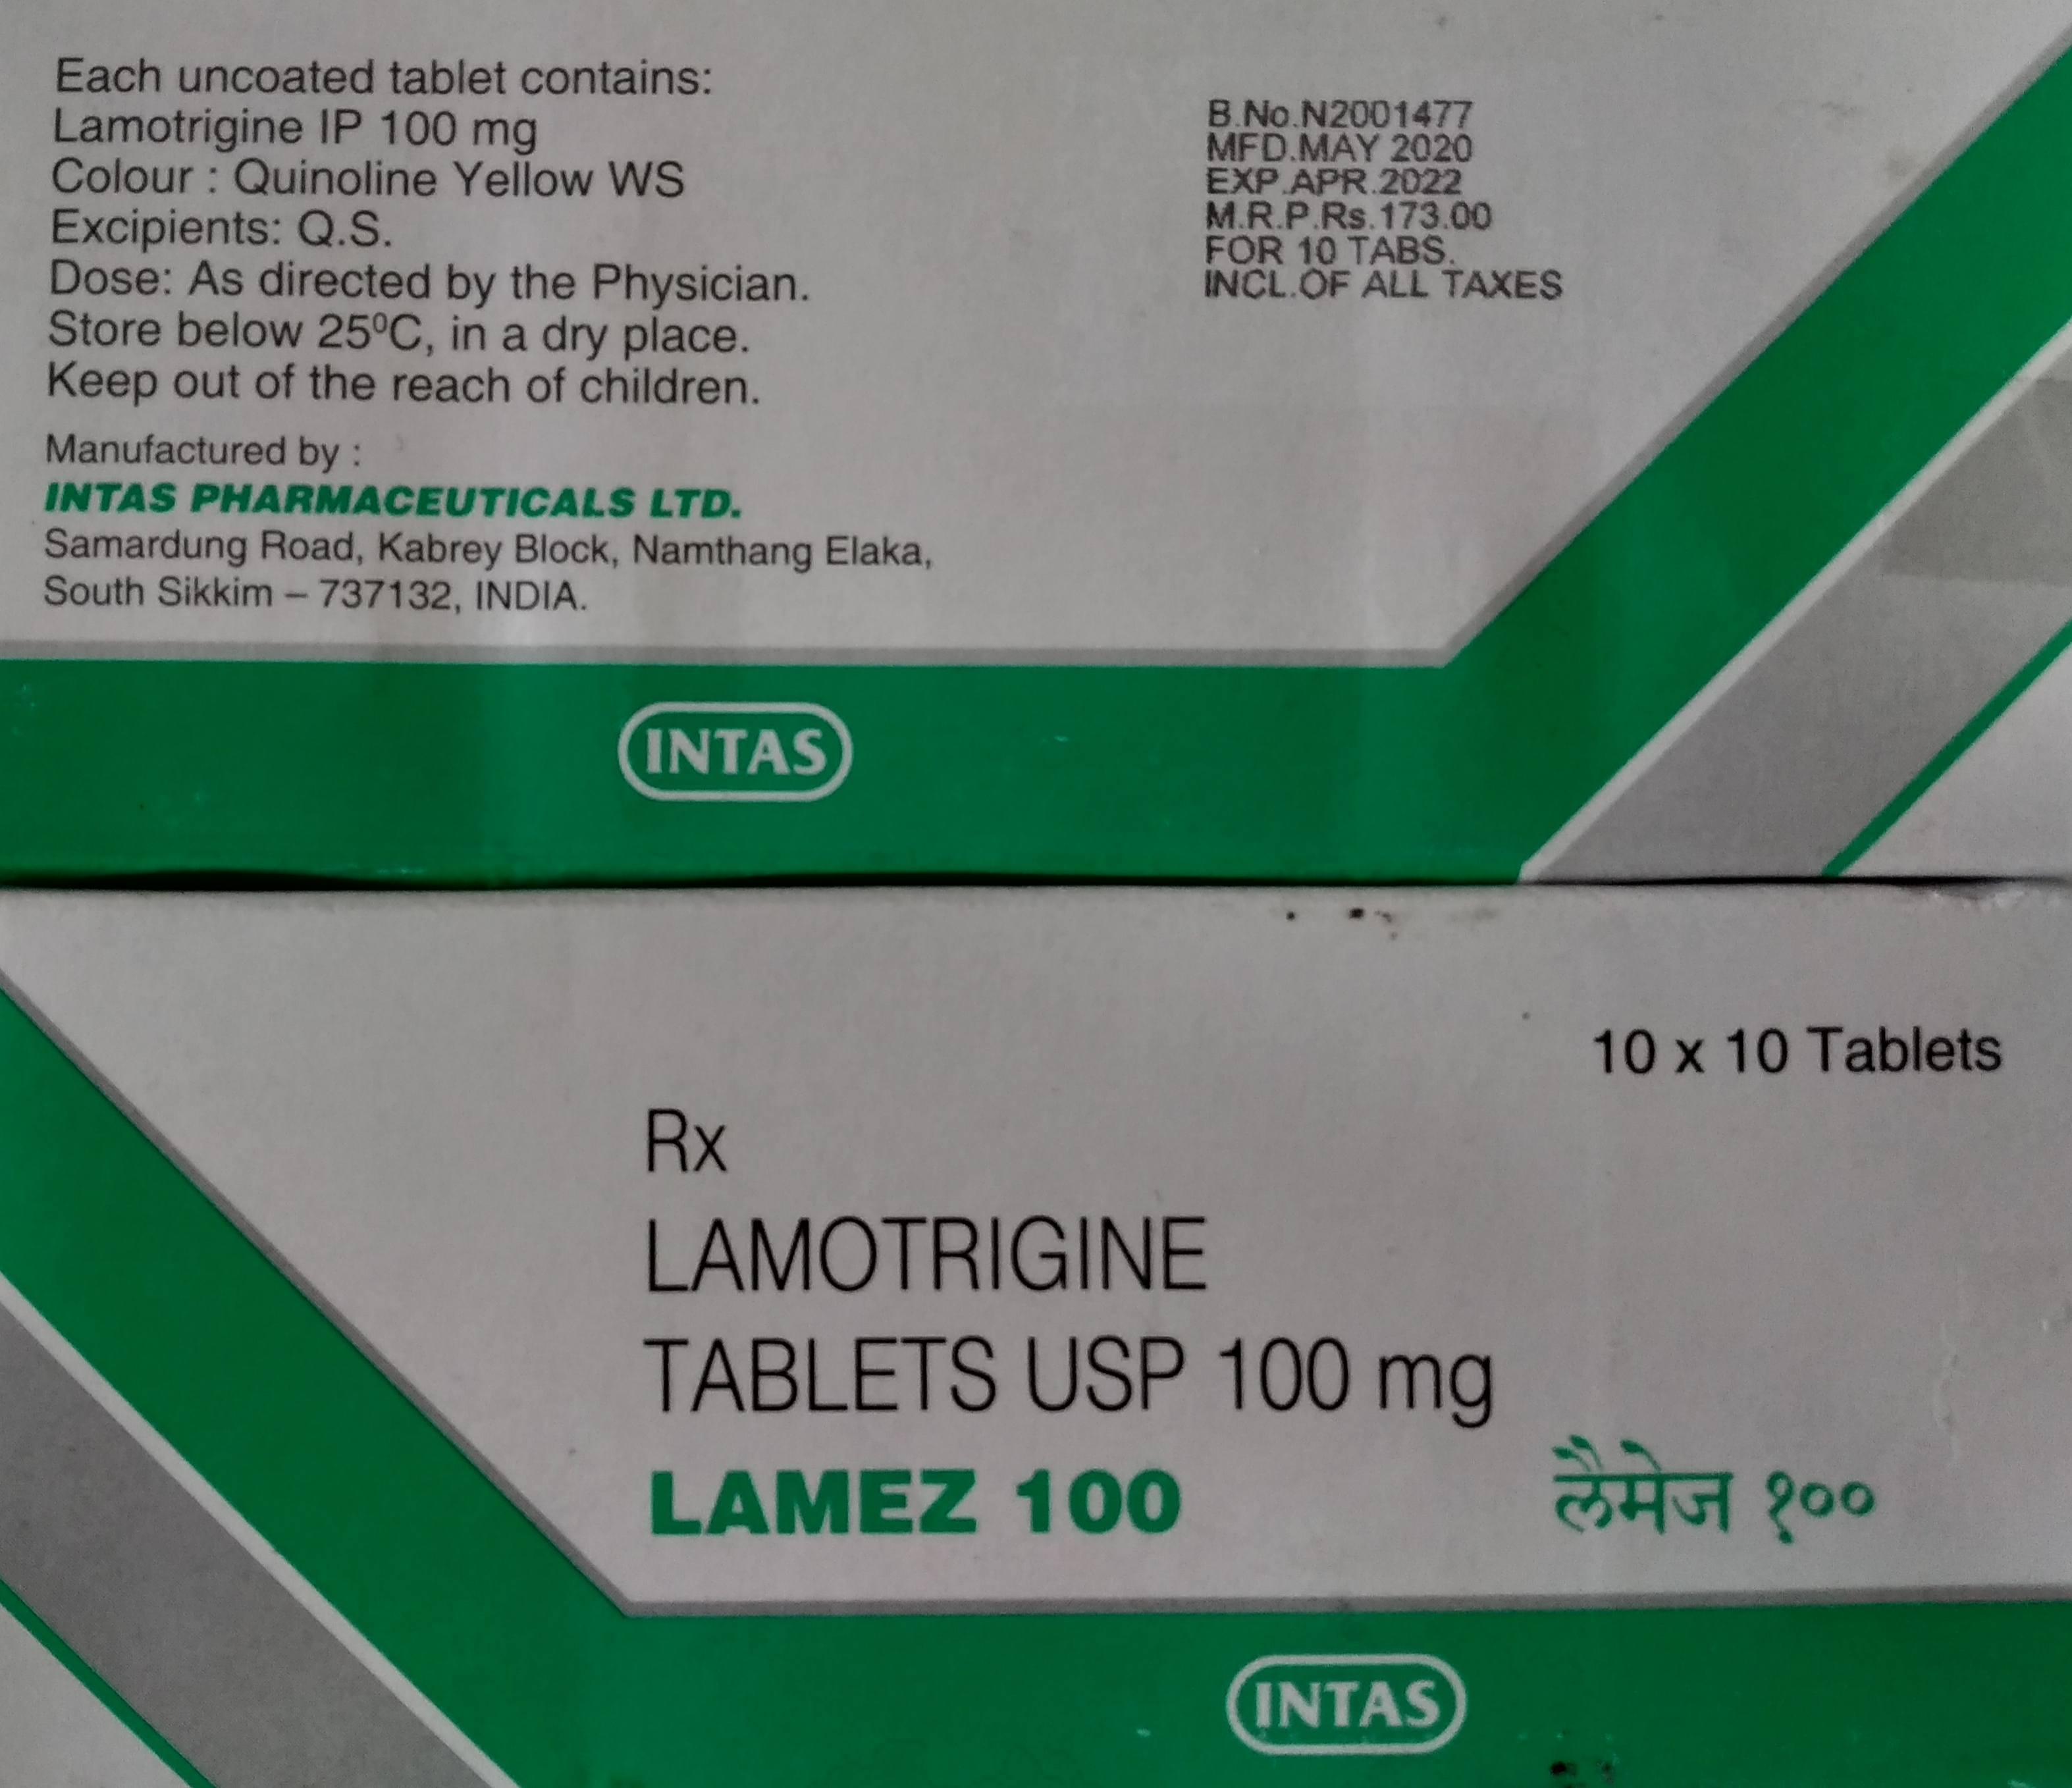 Each uncoated tablet contains:
Lamotrigine IP 100 mg
Colour : Quinoline Yellow WS
Excipients: Q.S.
Dose: As directed by the Physician.
Store below 25ºC, in a dry place.
Keep out of the reach of children.
Manufactured by :
INTAS PHARMACEUTICALS LTD.
Samardung Road, Kabrey Block, Namthang Elaka,
South Sikkim – 737132, INDIA.
B.No.N2001477
MFD.MAY 2020
EXP.APR.2022
M.R.P.Rs.173.00
FOR 10 TABS.
INCL.OF ALL TAXES
INTAS
10 x 10 Tablets
Rx
LAMOTRIGINE
TABLETS USP 100 mg
LAMEZ 100
लैमेज १००
INTAS